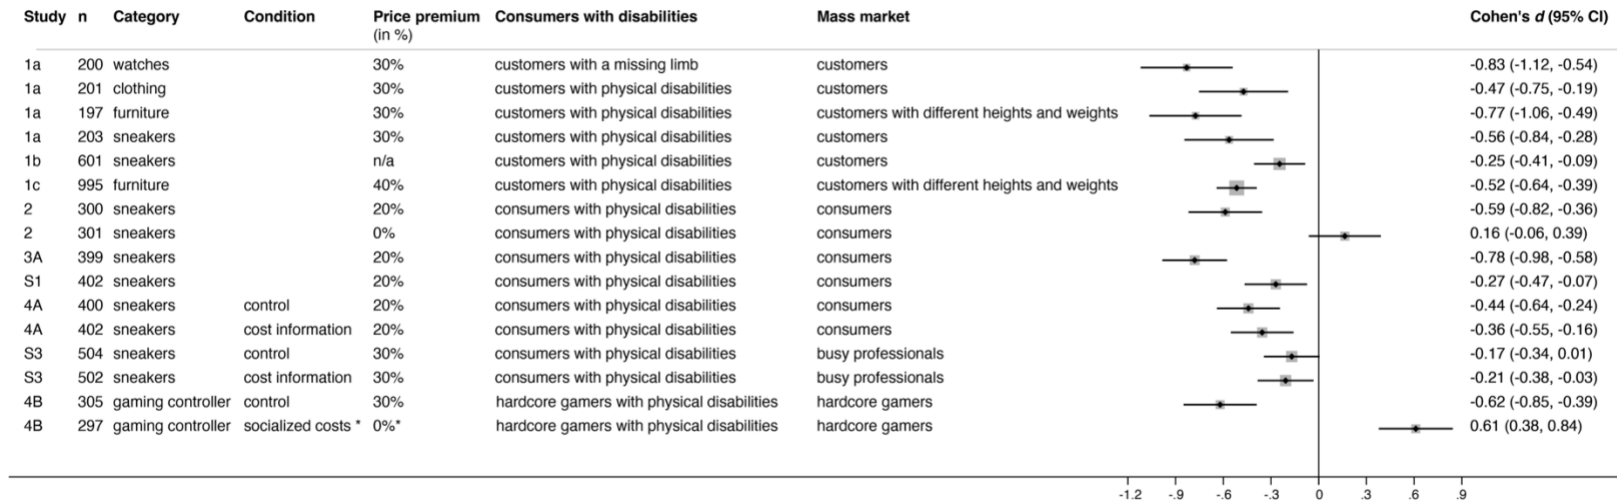 Study n Category Condition Price premium Consumers with disabilities Mass market Cohen's d (95% CI)
(in %)
1a 200 watches 30% customers with a missing limb customers -0.83 (-1.12, -0.54)
1a 201 clothing 30% customers with physical disabilities customers -0.47 (-0.75, -0.19)
1a 197 furniture 30% customers with physical disabilities customers with different heights and weights -0.77 (-1.06, -0.49)
1a 203 sneakers 30% customers with physical disabilities customers -0.56 (-0.84, -0.28)
1b 601 sneakers n/a customers with physical disabilities customers -0.25 (-0.41, -0.09)
1c 995 furniture 40% customers with physical disabilities customers with different heights and weights -0.52 (-0.64, -0.39)
2 300 sneakers 20% consumers with physical disabilities consumers -0.59 (-0.82, -0.36)
2 301 sneakers 0% consumers with physical disabilities consumers 0.16 (-0.06, 0.39)
3A 399 sneakers 20% consumers with physical disabilities consumers -0.78 (-0.98, -0.58)
S1 402 sneakers 20% consumers with physical disabilities consumers -0.27 (-0.47, -0.07)
4A 400 sneakers control 20% consumers with physical disabilities consumers -0.44 (-0.64, -0.24)
4A 402 sneakers cost information 20% consumers with physical disabilities consumers -0.36 (-0.55, -0.16)
S3 504 sneakers control 30% consumers with physical disabilities busy professionals -0.17 (-0.34, 0.01)
S3 502 sneakers cost information 30% consumers with physical disabilities busy professionals -0.21 (-0.38, -0.03)
4B 305 gaming controller control 30% hardcore gamers with physical disabilities hardcore gamers -0.62 (-0.85, -0.39)
4B 297 gaming controller socialized costs * 0%* hardcore gamers with physical disabilities hardcore gamers 0.61 (0.38, 0.84)
-1.2 -.9 -.6 -.3 0 .3 .6 .9